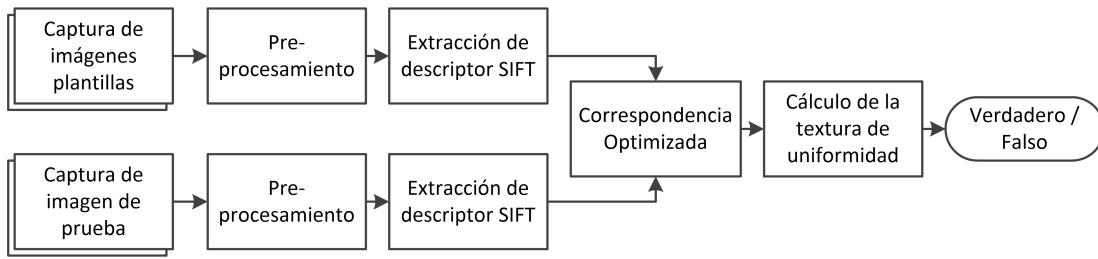 Captura de
imágenes
plantillas
Pre-
procesamiento
Extracción de
descriptor SIFT
Captura de
imagen de
prueba
Pre-
procesamiento
Extracción de
descriptor SIFT
Correspondencia
Optimizada
Cálculo de la
textura de
uniformidad
Verdadero /
Falso